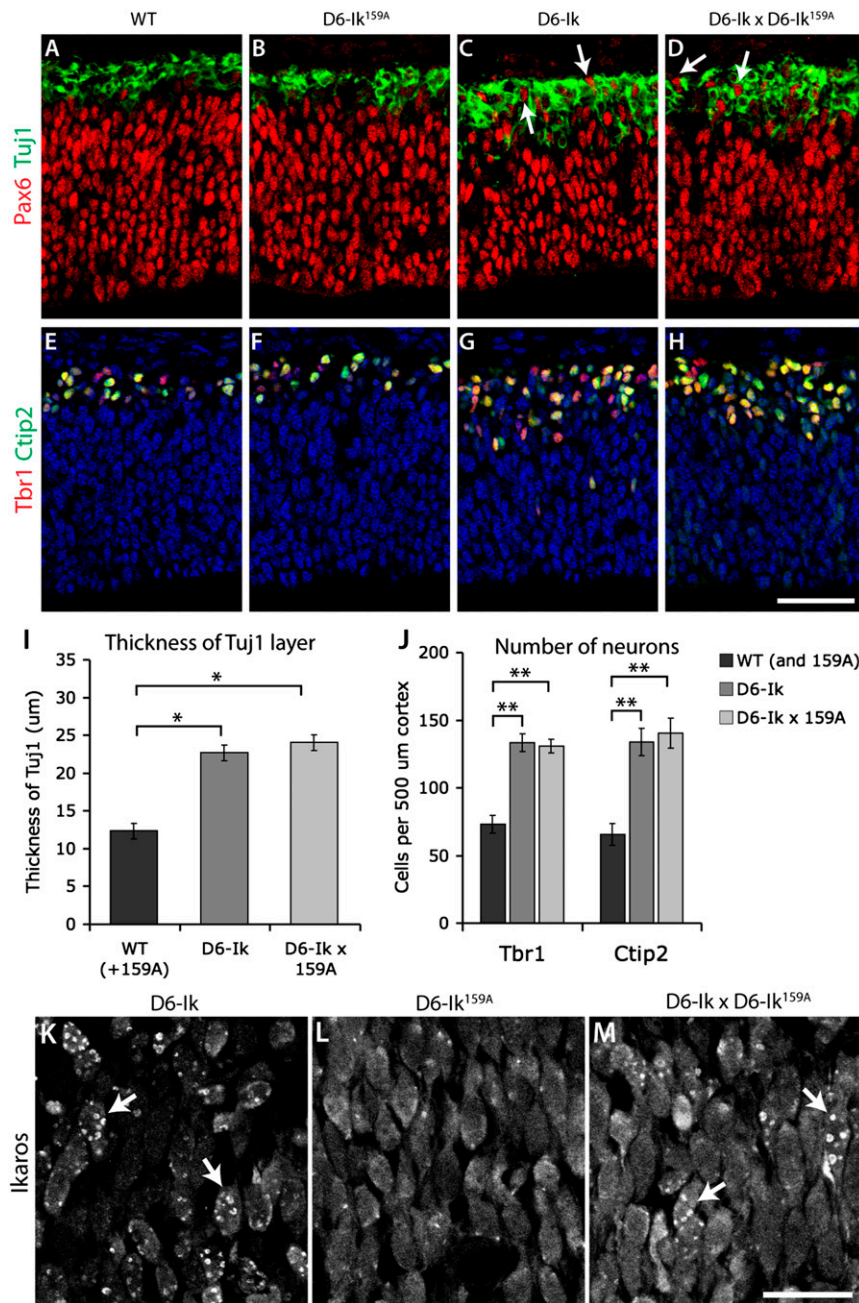 WT D6-Ik¹⁵⁹ᴬ D6-Ik D6-Ik x D6-Ik¹⁵⁹ᴬ
A B C D
Pax6 Tuj1
E F G H
Tbr1 Ctip2
I Thickness of Tuj1 layer
Thickness of Tuj1 (um)
35
30
25
20
15
10
5
0
* *
WT (+159A) D6-Ik D6-Ik x 159A
J Number of neurons
Cells per 500 um cortex
200
150
100
50
0
** ** ** **
Tbr1 Ctip2
WT (and 159A)
D6-Ik
D6-Ik x 159A
D6-Ik D6-Ik¹⁵⁹ᴬ D6-Ik x D6-Ik¹⁵⁹ᴬ
K L M
Ikaros